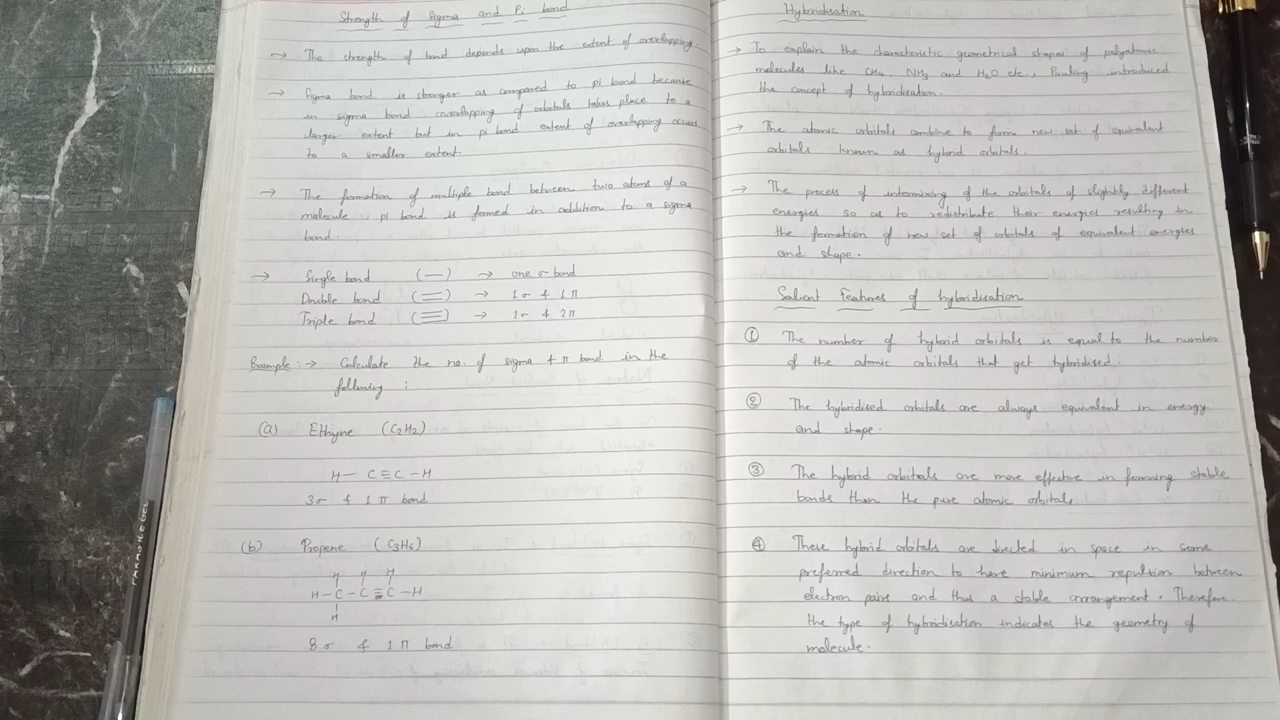 Strength of Sigma and Pi bond
→ The strength of bond depends upon the extent of overlapping.
→ Sigma bond is stronger as compared to pi bond because
in sigma bond, overlapping of orbitals takes place to a
larger extent but in pi bond extent of overlapping occurs
to a smaller extent.
→ The formation of multiple bond between two atoms of a
molecule, pi bond is formed in addition to a sigma
bond.
→ Single bond (—) → one σ bond
Double bond (=) → 1σ & 1π
Triple bond (≡) → 1σ & 2π
Example :→ Calculate the no. of sigma & π bond in the
following :
(a) Ethyne (C2H2)
H— C≡C —H
3σ & 1 π bond
(b) Propene (C3H6)
H H H
H—C—C≡C—H
H
8σ & 1 π bond
Hybridisation
→ To explain the characteristic geometrical shapes of polyatomic
molecules like CH4, NH3 and H2O etc., Pauling introduced
the concept of hybridisation.
→ The atomic orbitals combine to form new set of equivalent
orbitals known as hybrid orbitals.
→ The process of intermixing of the orbitals of slightly different
energies so as to redistribute their energies resulting in
the formation of new set of orbitals of equivalent energies
and shape.
Salient Features of hybridisation
① The number of hybrid orbitals is equal to the number
of the atomic orbitals that get hybridised.
② The hybridised orbitals are always equivalent in energy
and shape.
③ The hybrid orbitals are more effective in forming stable
bonds than the pure atomic orbitals.
④ These hybrid orbitals are directed in space in some
preferred direction to have minimum repulsion between
electron pairs and thus a stable arrangement. Therefore,
the type of hybridisation indicates the geometry of
molecule.